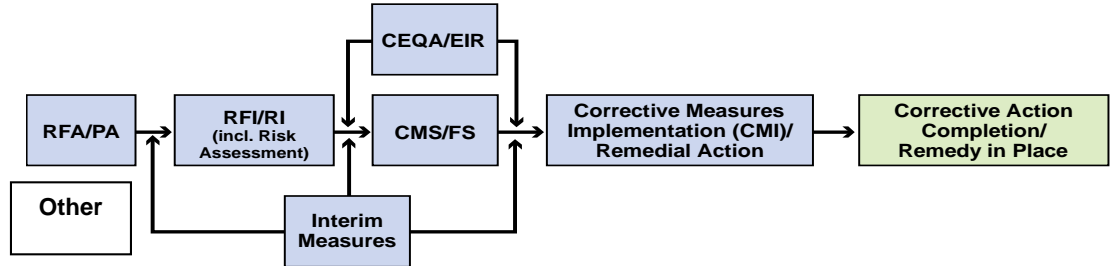 CEQA/EIR
RFA/PA
RFI/RI
(incl. Risk
Assessment)
CMS/FS
Corrective Measures
Implementation (CMI)/
Remedial Action
Corrective Action
Completion/
Remedy in Place
Other
Interim
Measures